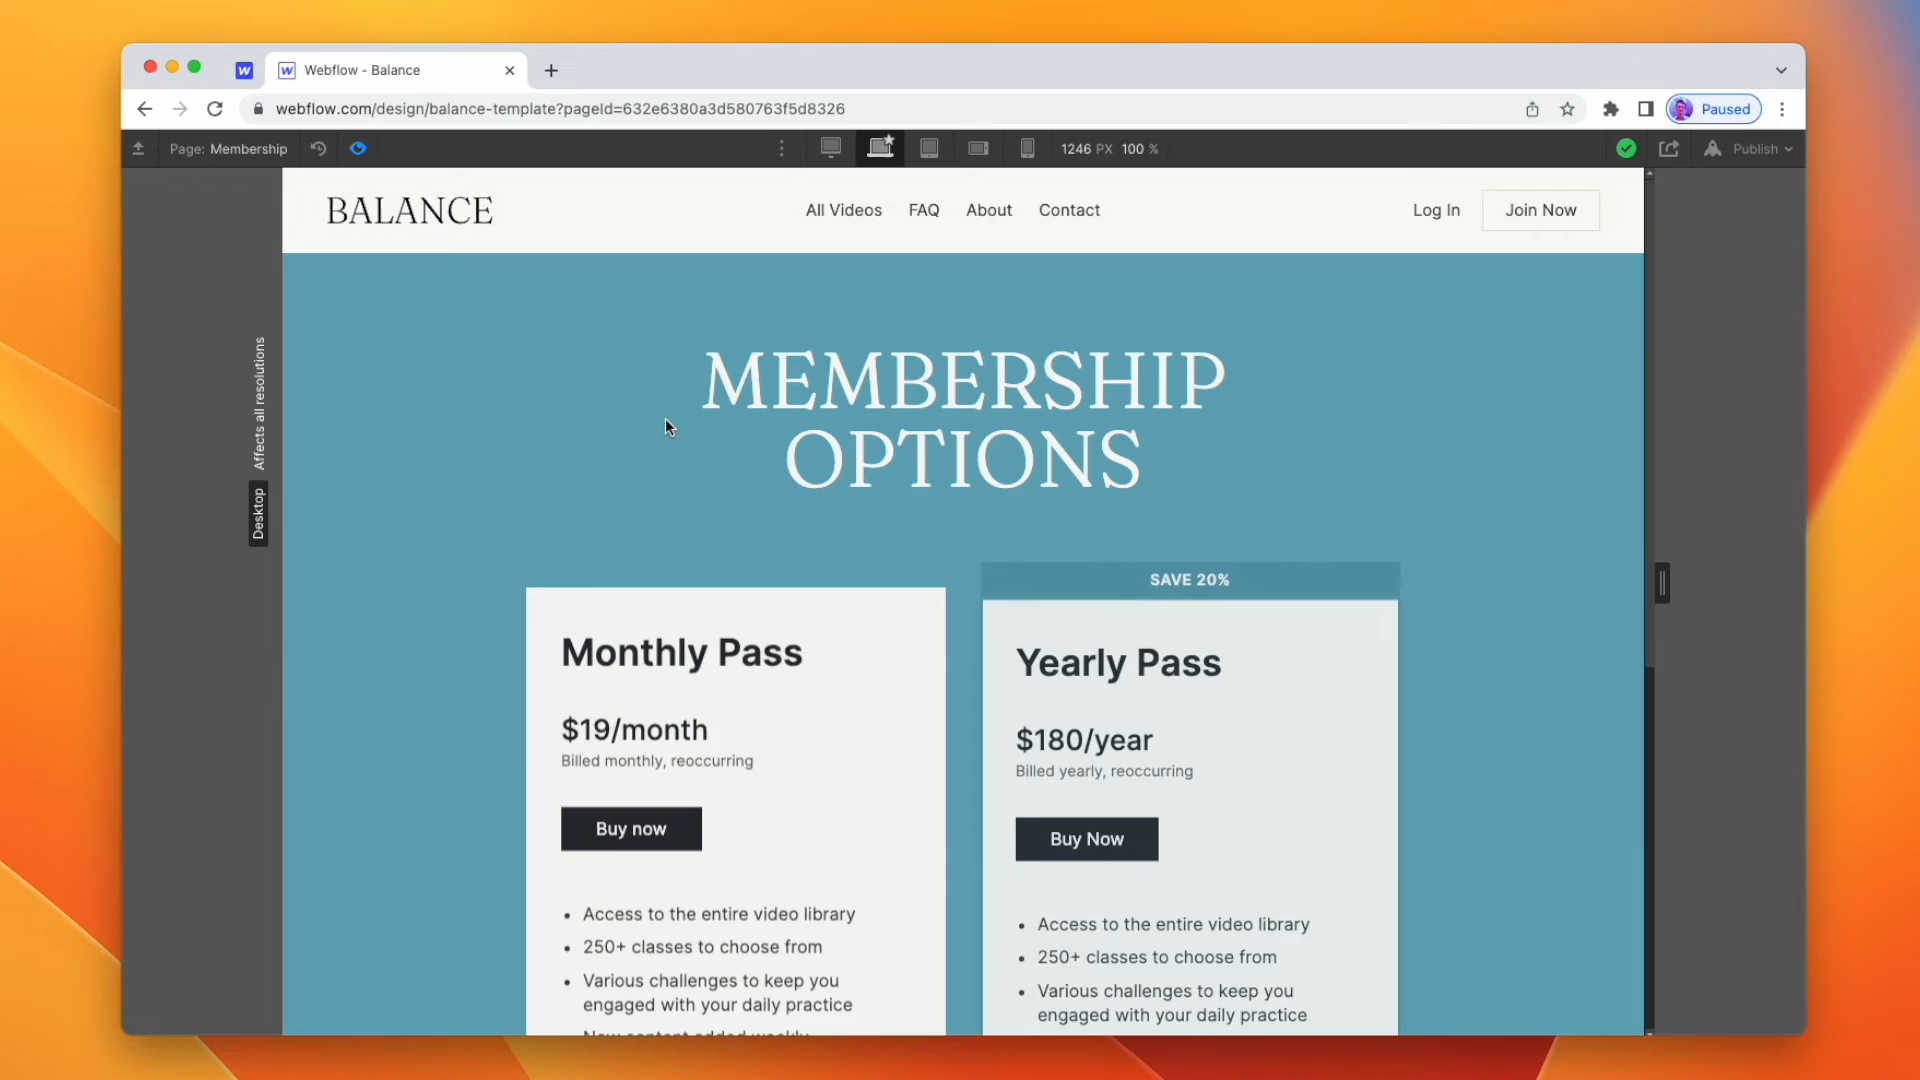 Webflow - Balance
webflow.com/design/balance-template?pageId=632e6380a3d580763f5d8326
Paused
Page: Membership
1246 PX 100 %
Publish
BALANCE
All Videos FAQ About Contact
Log In Join Now
Affects all resolutions
Desktop
MEMBERSHIP
OPTIONS
Monthly Pass
$19/month
Billed monthly, reoccurring
Buy now
• Access to the entire video library
• 250+ classes to choose from
• Various challenges to keep you
engaged with your daily practice
New content added weekly
SAVE 20%
Yearly Pass
$180/year
Billed yearly, reoccurring
Buy Now
• Access to the entire video library
• 250+ classes to choose from
• Various challenges to keep you
engaged with your daily practice